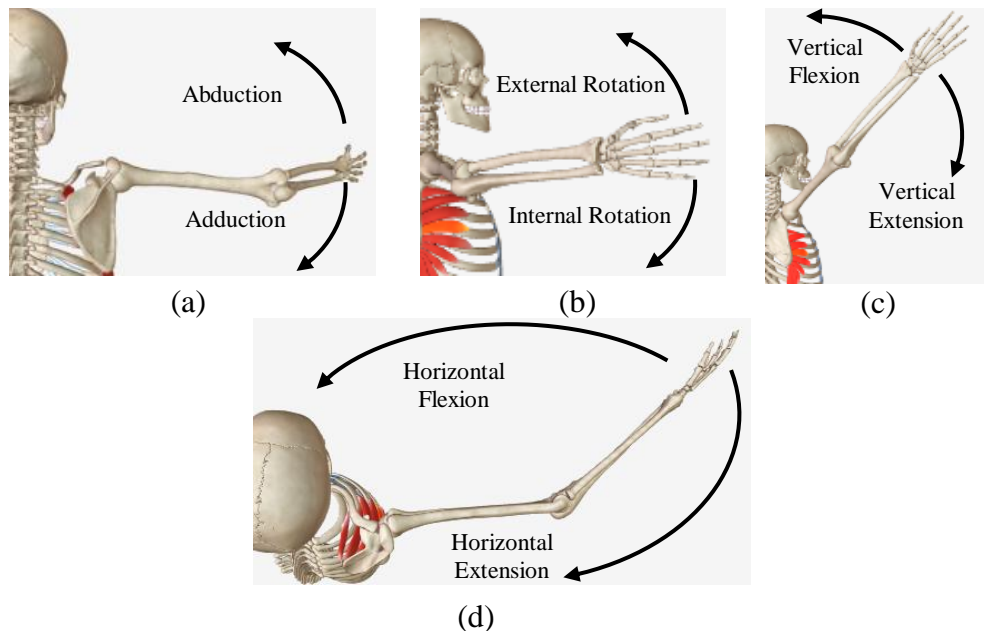 Abduction
Adduction
(a)
External Rotation
Internal Rotation
(b)
Vertical
Flexion
Vertical
Extension
(c)
Horizontal
Flexion
Horizontal
Extension
(d)